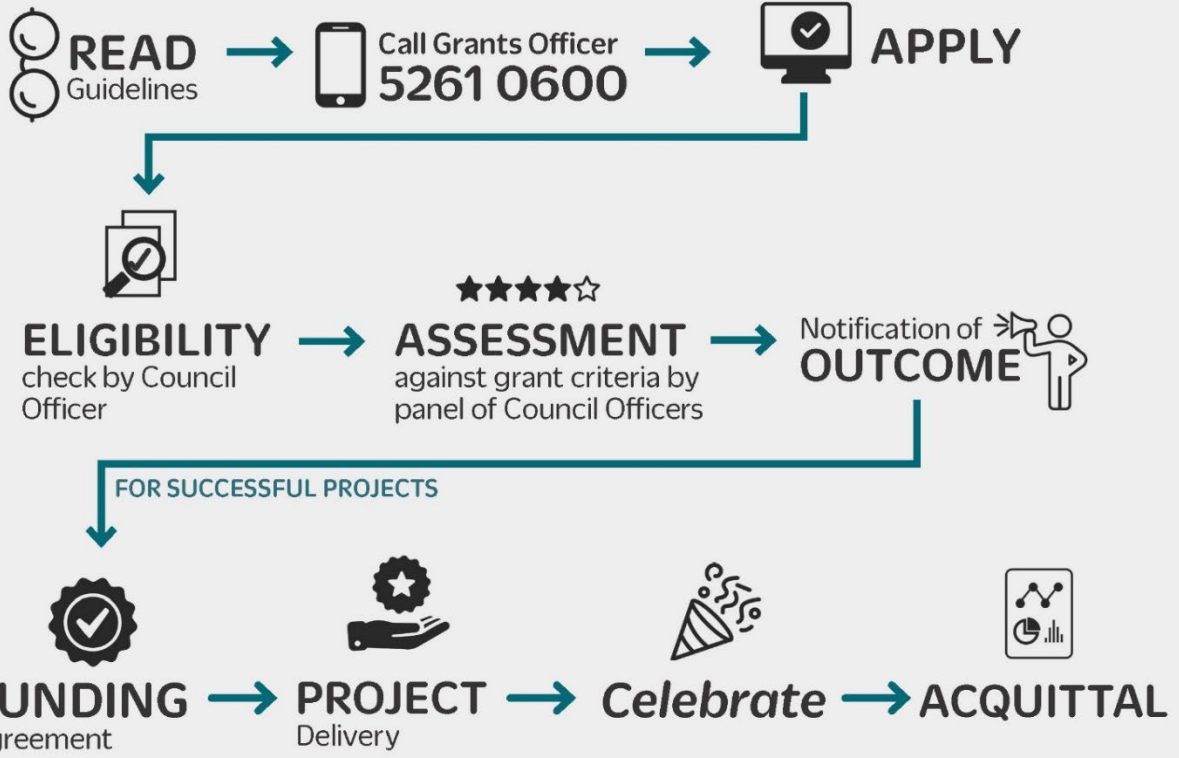 READ
Guidelines
Call Grants Officer
5261 0600
APPLY
ELIGIBILITY
check by Council
Officer
ASSESSMENT
against grant criteria by
panel of Council Officers
Notification of
OUTCOME
FOR SUCCESSFUL PROJECTS
UNDING
greement
PROJECT
Delivery
Celebrate
ACQUITTAL